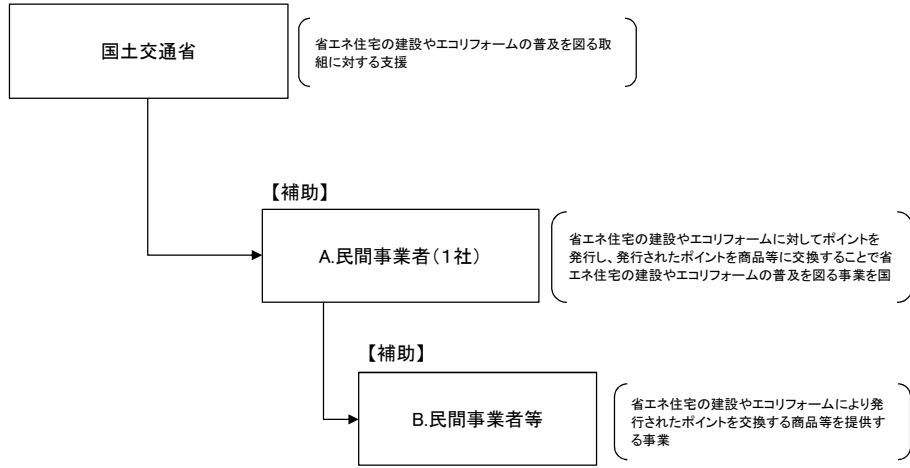 国土交通省
省エネ住宅の建設やエコリフォームの普及を図る取
組に対する支援
【補助】
A.民間事業者(1社)
省エネ住宅の建設やエコリフォームに対してポイントを
発行し、発行されたポイントを商品等に交換することで省
エネ住宅の建設やエコリフォームの普及を図る事業を国
【補助】
B.民間事業者等
省エネ住宅の建設やエコリフォームにより発
行されたポイントを交換する商品等を提供す
る事業